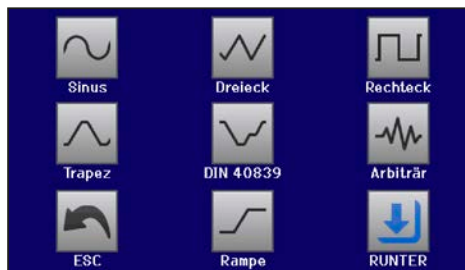 Sinus Dreieck Rechteck
Trapez DIN 40839 Arbiträr
ESC Rampe RUNTER